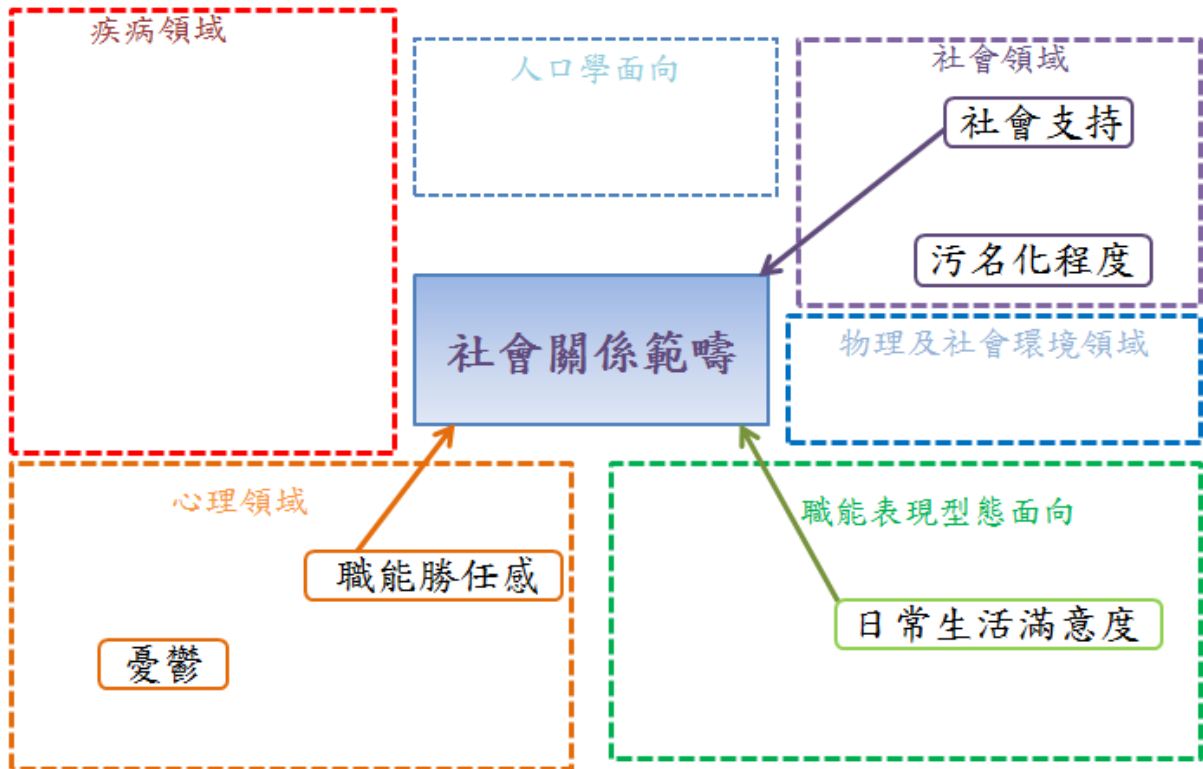 疾病領域
人口學面向
社會領域
社會支持
污名化程度
社會關係範疇
物理及社會環境領域
心理領域
職能表現型態面向
職能勝任感
日常生活滿意度
憂鬱